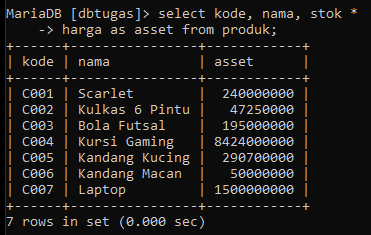 MariaDB [dbtugas]> select kode, nama, stok *
    -> harga as asset from produk;
+------+---------------+------------+
| kode | nama          | asset      |
+------+---------------+------------+
| C001 | Scarlet       |  240000000 |
| C002 | Kulkas 6 Pintu |   47250000 |
| C003 | Bola Futsal   |  195000000 |
| C004 | Kursi Gaming  | 8424000000 |
| C005 | Kandang Kucing |  290700000 |
| C006 | Kandang Macan |   50000000 |
| C007 | Laptop        | 1500000000 |
+------+---------------+------------+
7 rows in set (0.000 sec)